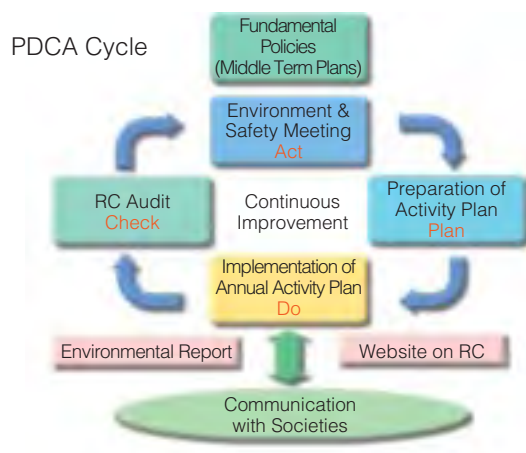 PDCA Cycle
Fundamental
Policies
(Middle Term Plans)
Environment &
Safety Meeting
Act
RC Audit
Check
Continuous
Improvement
Preparation of
Activity Plan
Plan
Implementation of
Annual Activity Plan
Do
Environmental Report
Website on RC
Communication
with Societies